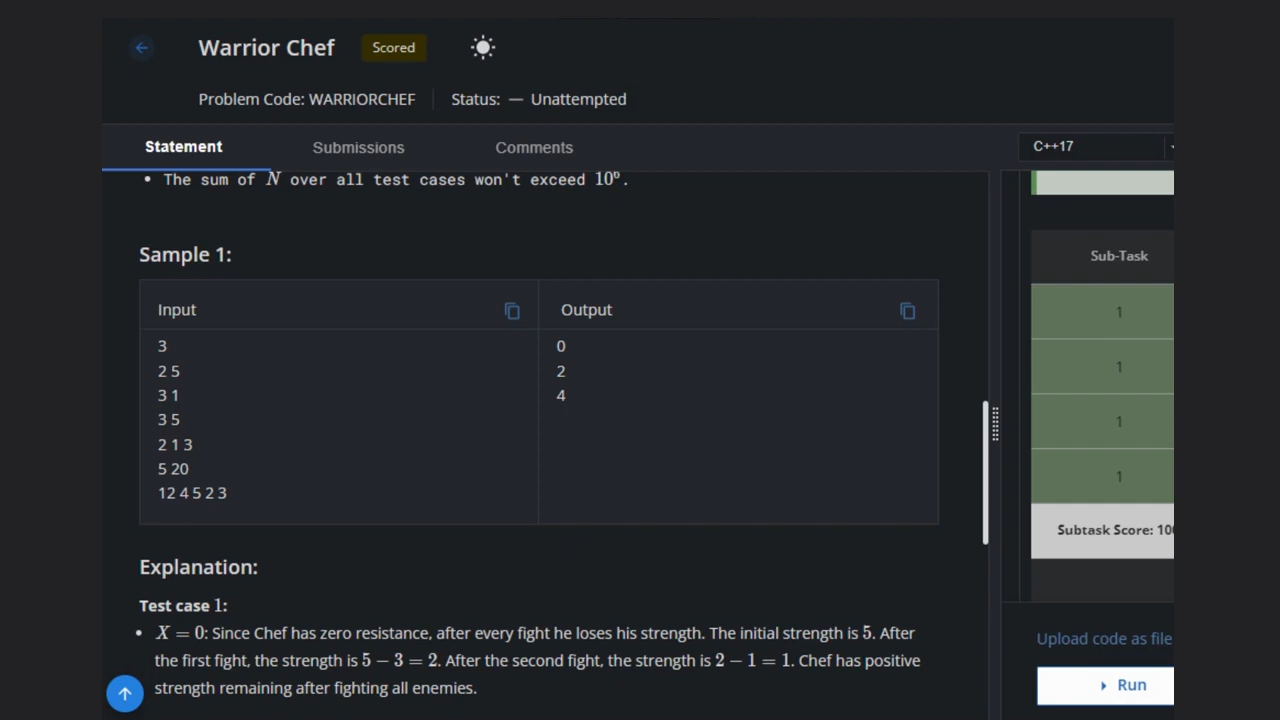 Warrior Chef Scored
Problem Code: WARRIORCHEF Status: — Unattempted
Statement Submissions Comments C++17
• The sum of N over all test cases won't exceed 10⁶.
Sample 1:
Sub-Task
Input Output
3 0
2 5 2
3 1 4
3 5
2 1 3
5 20
12 4 5 2 3
1
1
1
1
Subtask Score: 100
Explanation:
Test case 1:
• X = 0: Since Chef has zero resistance, after every fight he loses his strength. The initial strength is 5. After
the first fight, the strength is 5 − 3 = 2. After the second fight, the strength is 2 − 1 = 1. Chef has positive
strength remaining after fighting all enemies.
Upload code as file
Run